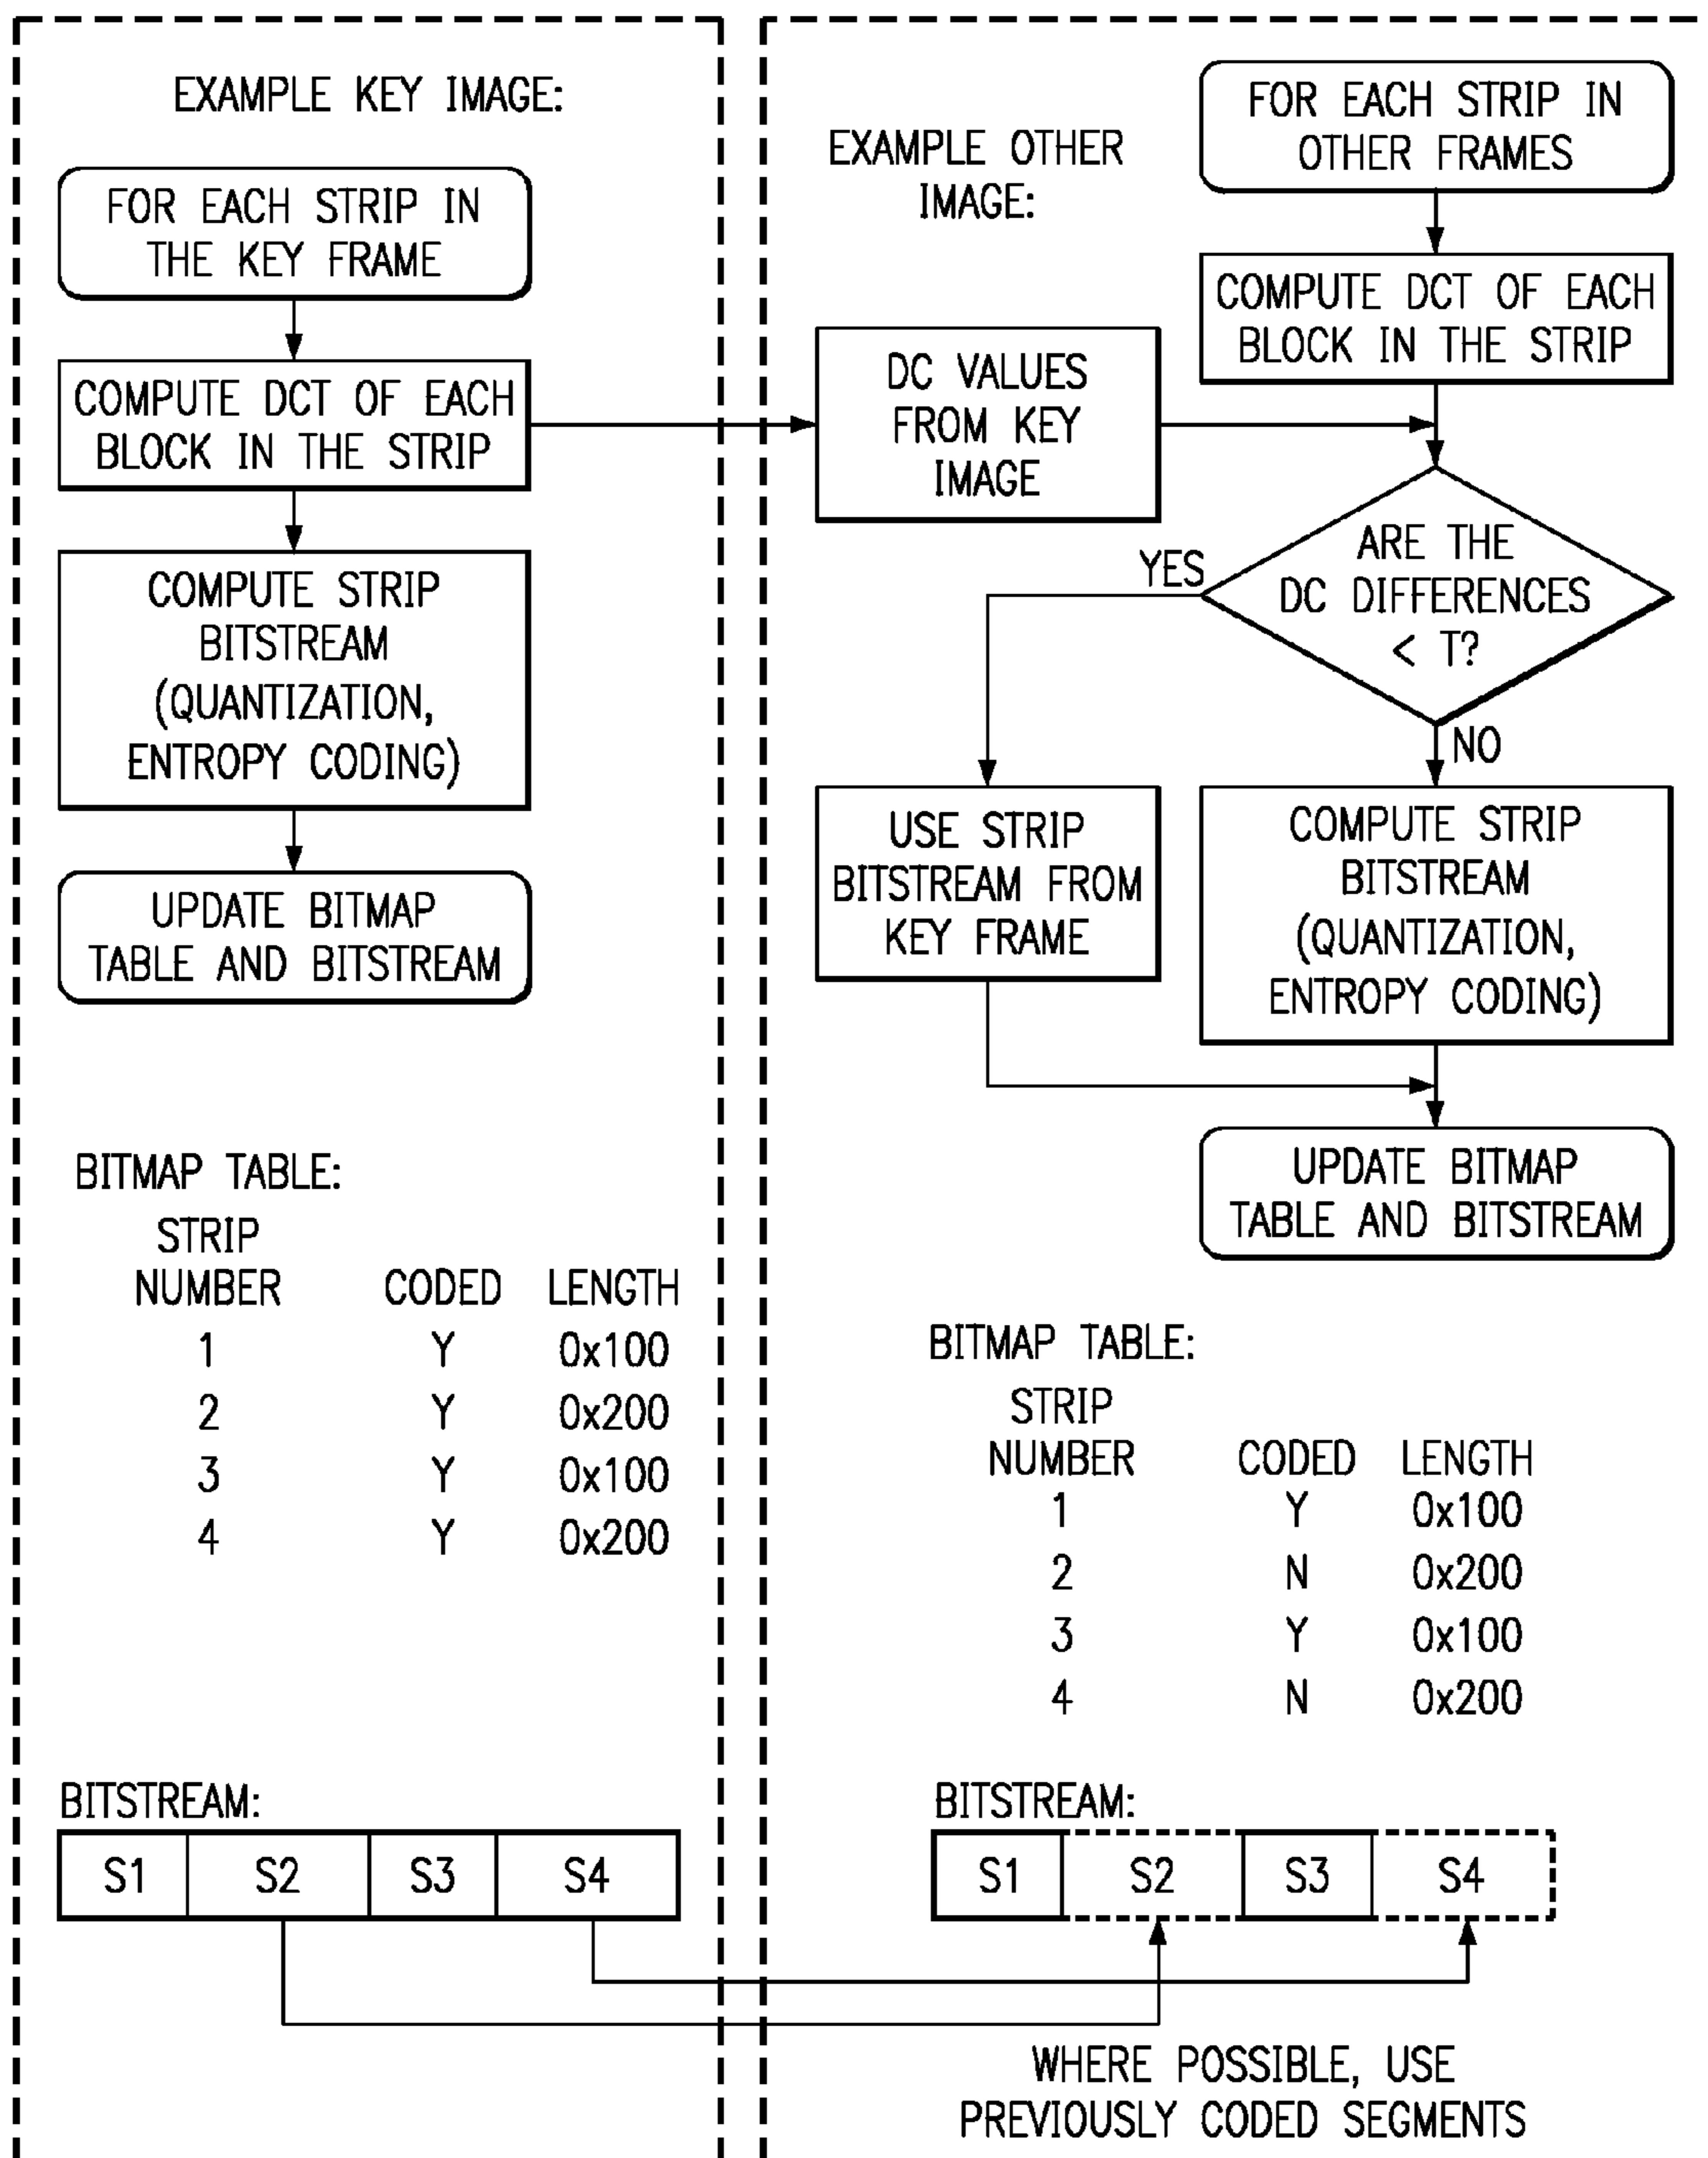 EXAMPLE KEY IMAGE:
FOR EACH STRIP IN
THE KEY FRAME
COMPUTE DCT OF EACH
BLOCK IN THE STRIP
COMPUTE STRIP
BITSTREAM
(QUANTIZATION,
ENTROPY CODING)
UPDATE BITMAP
TABLE AND BITSTREAM
BITMAP TABLE:
STRIP
NUMBER CODED LENGTH
1 Y 0x100
2 Y 0x200
3 Y 0x100
4 Y 0x200
BITSTREAM:
S1 S2 S3 S4
EXAMPLE OTHER
IMAGE:
FOR EACH STRIP IN
OTHER FRAMES
COMPUTE DCT OF EACH
BLOCK IN THE STRIP
DC VALUES
FROM KEY
IMAGE
ARE THE
DC DIFFERENCES
< T?
YES
NO
USE STRIP
BITSTREAM FROM
KEY FRAME
COMPUTE STRIP
BITSTREAM
(QUANTIZATION,
ENTROPY CODING)
UPDATE BITMAP
TABLE AND BITSTREAM
BITMAP TABLE:
STRIP
NUMBER CODED LENGTH
1 Y 0x100
2 N 0x200
3 Y 0x100
4 N 0x200
BITSTREAM:
S1 S2 S3 S4
WHERE POSSIBLE, USE
PREVIOUSLY CODED SEGMENTS